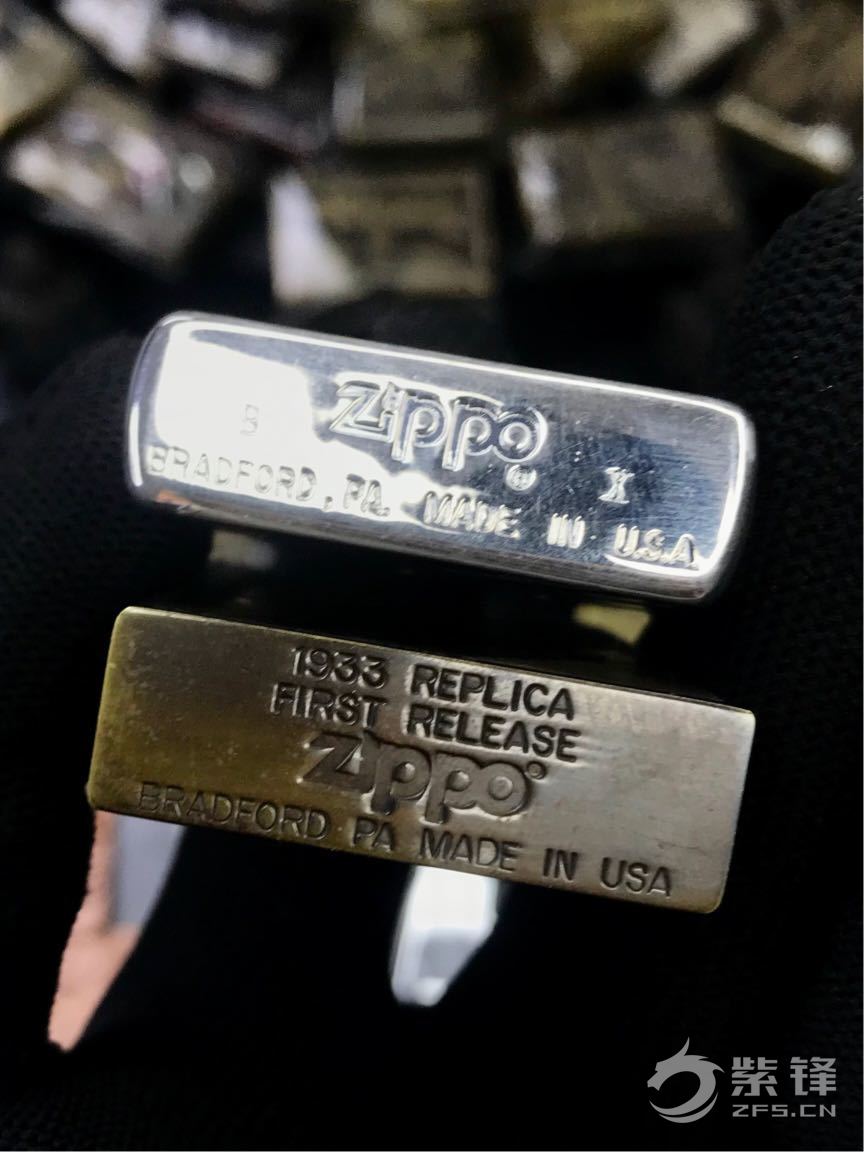 zippo
B
®
X
BRADFORD, PA. MADE IN U.S.A.
1933 REPLICA
FIRST RELEASE
zippo®
BRADFORD PA MADE IN USA
紫锋
ZFS.CN